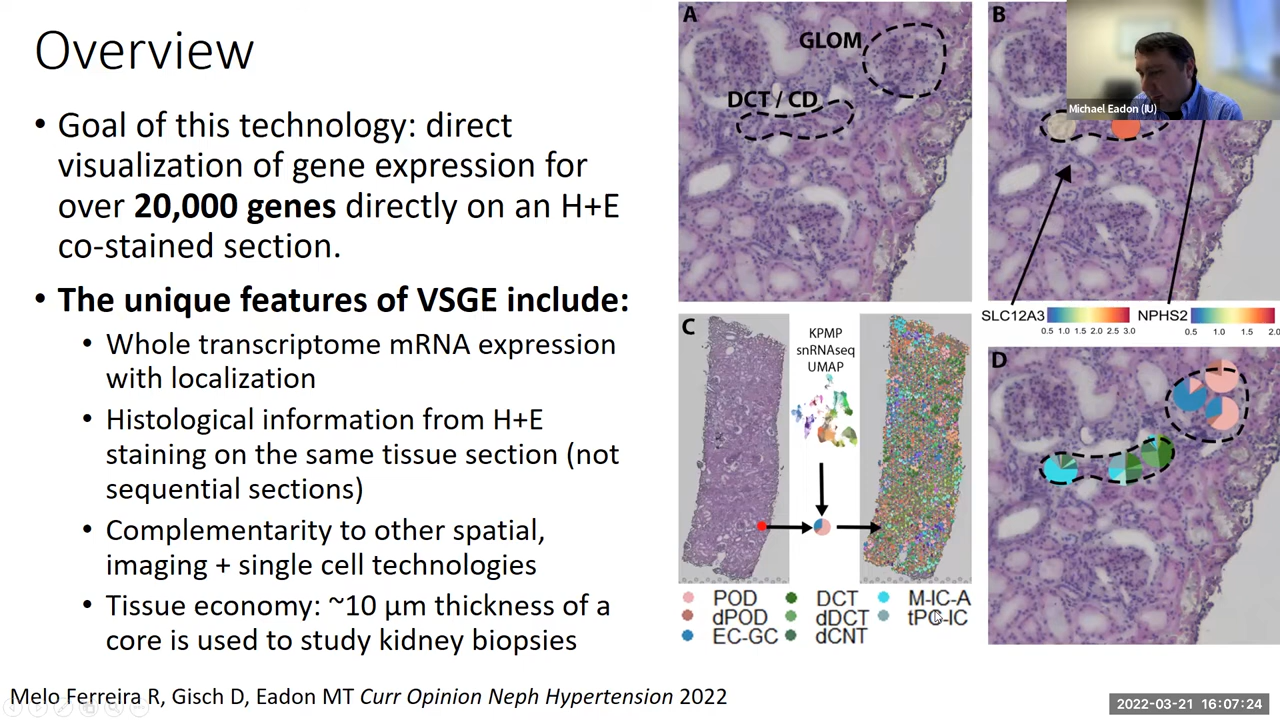 Overview
• Goal of this technology: direct
visualization of gene expression for
over 20,000 genes directly on an H+E
co-stained section.
• The unique features of VSGE include:
• Whole transcriptome mRNA expression
with localization
• Histological information from H+E
staining on the same tissue section (not
sequential sections)
• Complementarity to other spatial,
imaging + single cell technologies
• Tissue economy: ~10 µm thickness of a
core is used to study kidney biopsies
Melo Ferreira R, Gisch D, Eadon MT Curr Opinion Neph Hypertension 2022
A
GLOM
DCT / CD
B
Michael Eadon (IU)
SLC12A3
0.5 1.0 1.5 2.0 2.5 3.0
NPHS2
0.5 1.0 2.0
C
KPMP
snRNAseq
UMAP
POD DCT M-IC-A
dPOD dDCT tPC-IC
EC-GC dCNT
D
2022-03-21 16:07:24